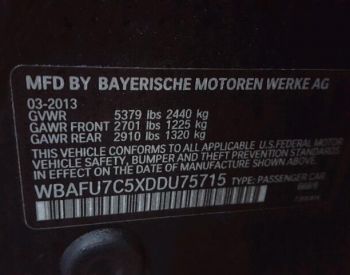 MFD BY BAYERISCHE MOTOREN WERKE AG
03-2013
GVWR 5379 lbs 2440 kg
GAWR FRONT 2701 lbs 1225 kg
GAWR REAR 2910 lbs 1320 kg
THIS VEHICLE CONFORMS TO ALL APPLICABLE U.S. FEDERAL MOTOR
VEHICLE SAFETY, BUMPER, AND THEFT PREVENTION STANDARDS
IN EFFECT ON THE DATE OF MANUFACTURE SHOWN ABOVE.
WBAFU7C5XDDU75715 TYPE: PASSENGER CAR